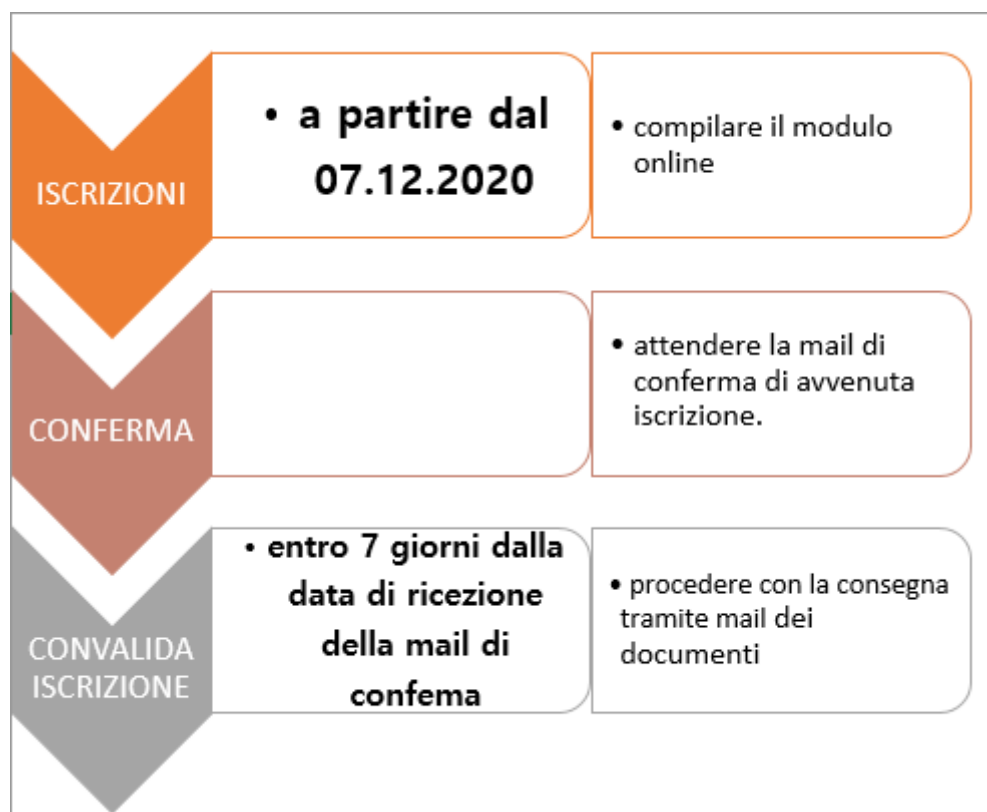 ISCRIZIONI
• a partire dal
07.12.2020
• compilare il modulo
online
CONFERMA
• attendere la mail di
conferma di avvenuta
iscrizione.
CONVALIDA
ISCRIZIONE
• entro 7 giorni dalla
data di ricezione
della mail di
confema
• procedere con la consegna
tramite mail dei
documenti